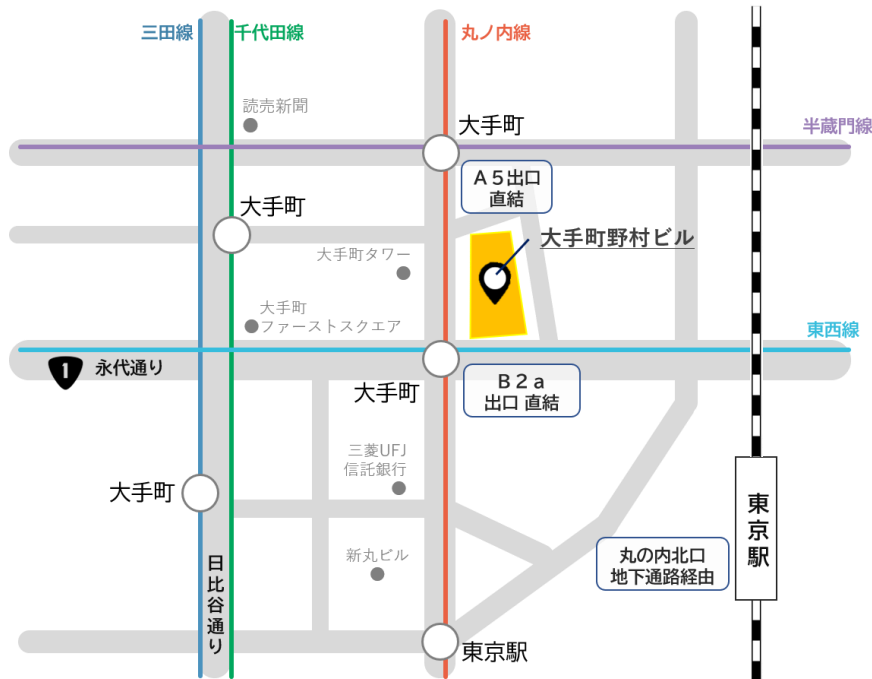 三田線
千代田線
丸ノ内線
読売新聞
大手町
半蔵門線
A5出口
直結
大手町
大手町タワー
大手町野村ビル
大手町
ファーストスクエア
東西線
1
永代通り
大手町
B2a
出口 直結
三菱UFJ
信託銀行
大手町
東京駅
新丸ビル
丸の内北口
地下通路経由
日比谷通り
東京駅